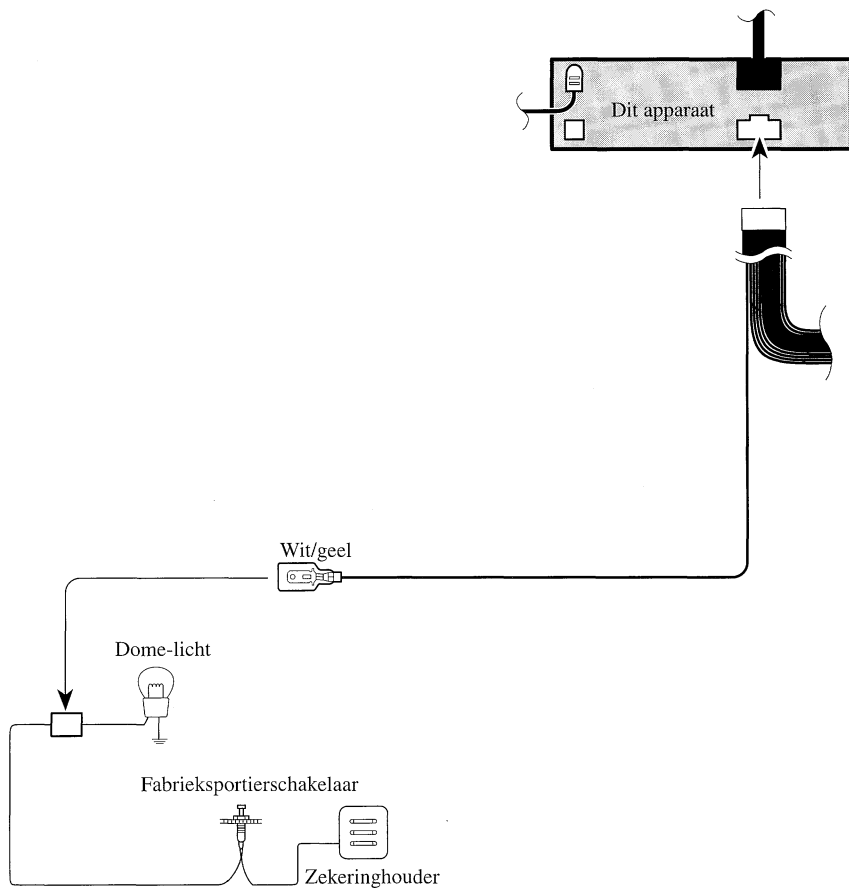 Dit apparaat
Wit/geel
Dome-licht
Fabrieksportierschakelaar
Zekeringhouder